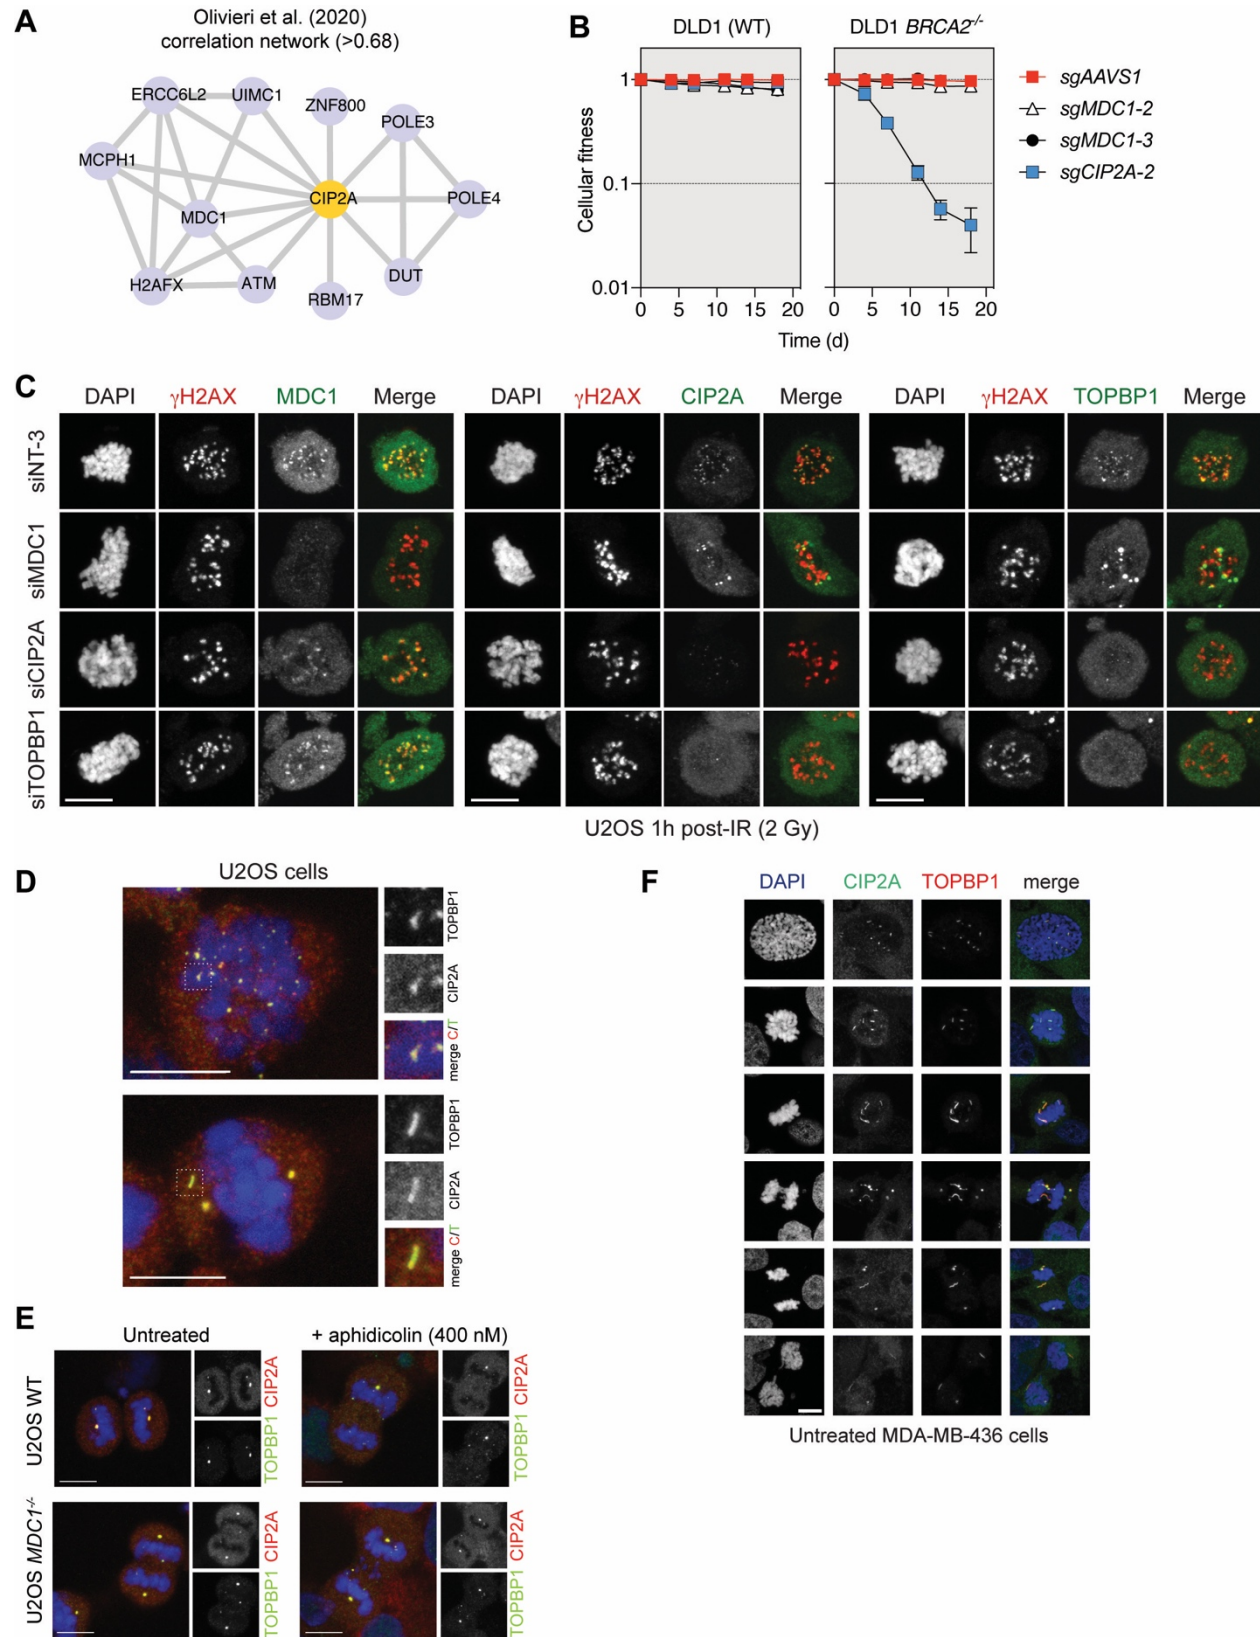 A
Olivieri et al. (2020)
correlation network (>0.68)
ERCC6L2
UIMC1
ZNF800
POLE3
MCPH1
CIP2A
POLE4
MDC1
H2AFX
ATM
RBM17
DUT
B
DLD1 (WT)
DLD1 BRCA2-/-
Cellular fitness
1
0.1
0.01
0 5 10 15 20
0 5 10 15 20
Time (d)
sgAAVS1
sgMDC1-2
sgMDC1-3
sgCIP2A-2
C
DAPI γH2AX MDC1 Merge
DAPI γH2AX CIP2A Merge
DAPI γH2AX TOPBP1 Merge
siNT-3
siMDC1
siCIP2A
siTOPBP1
U2OS 1h post-IR (2 Gy)
D
U2OS cells
TOPBP1
CIP2A
merge C/T
TOPBP1
CIP2A
merge C/T
E
Untreated
+ aphidicolin (400 nM)
U2OS WT
TOPBP1 CIP2A
TOPBP1 CIP2A
U2OS MDC1-/-
TOPBP1 CIP2A
TOPBP1 CIP2A
F
DAPI CIP2A TOPBP1 merge
Untreated MDA-MB-436 cells